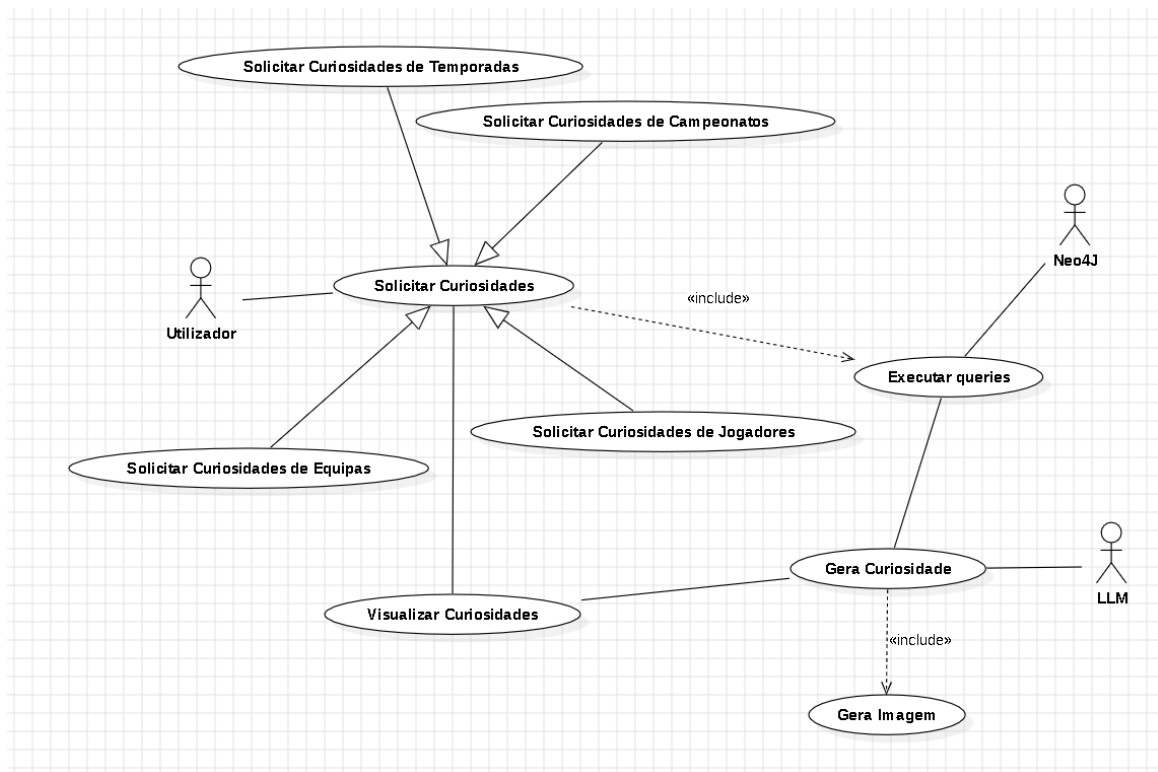 Solicitar Curiosidades de Temporadas
Solicitar Curiosidades de Campeonatos
Neo4J
Solicitar Curiosidades
«include»
Utilizador
Executar queries
Solicitar Curiosidades de Jogadores
Solicitar Curiosidades de Equipas
Gera Curiosidade
LLM
Visualizar Curiosidades
«include»
Gera Imagem